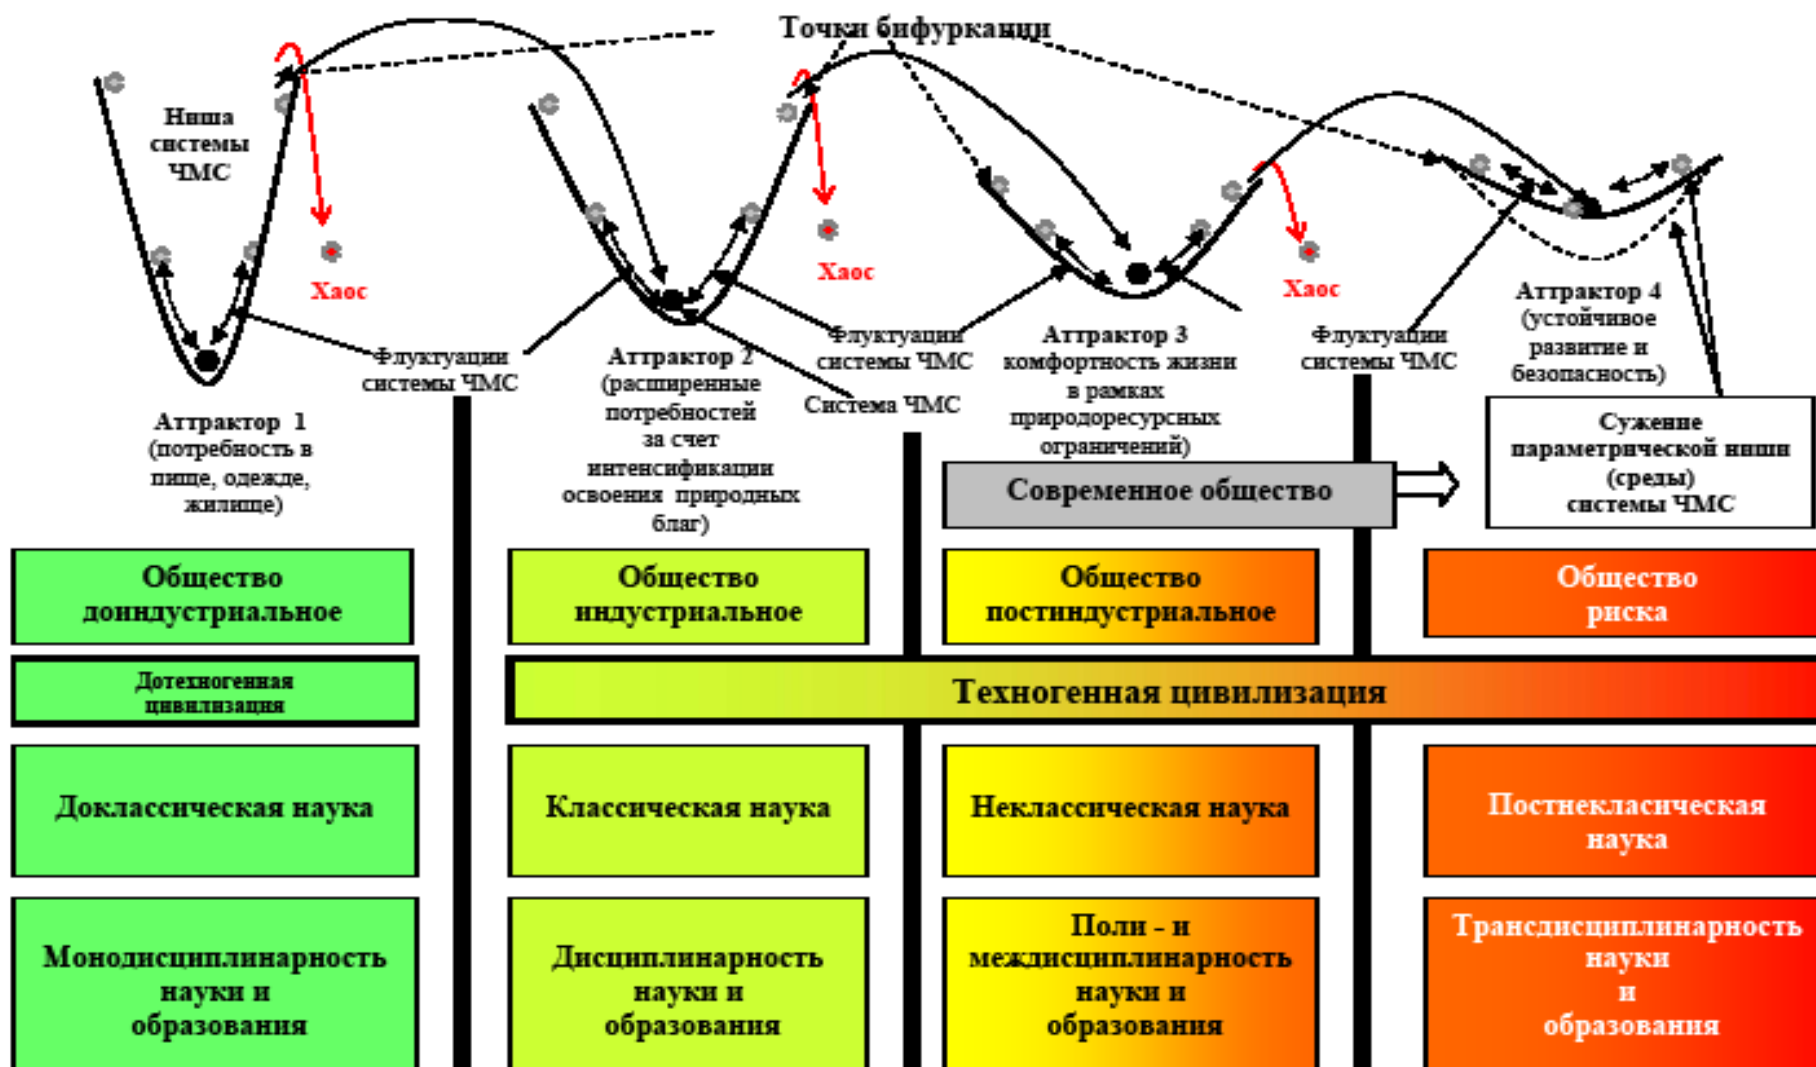 Точки бифуркации
Ниша
системы
ЧМС
Хаос
Хаос
Хаос
Флуктуации
системы ЧМС
Флуктуации
системы ЧМС
Флуктуации
системы ЧМС
Система ЧМС
Аттрактор 1
(потребность в
пище, одежде,
жилище)
Аттрактор 2
(расширенные
потребностей
за счет
интенсификации
освоения природных
благ)
Аттрактор 3
комфортность жизни
в рамках
природоресурсных
ограничений)
Аттрактор 4
(устойчивое
развитие и
безопасность)
Современное общество
Сужение
параметрической ниши
(среды)
системы ЧМС
Общество
доиндустриальное
Общество
индустриальное
Общество
постиндустриальное
Общество
риска
Дотехногенная
цивилизация
Техногенная цивилизация
Доклассическая наука
Классическая наука
Неклассическая наука
Постнекласическая
наука
Монодисциплинарность
науки и
образования
Дисциплинарность
науки и
образования
Поли - и
междисциплинарность
науки и
образования
Трансдисциплинарность
науки
и
образования